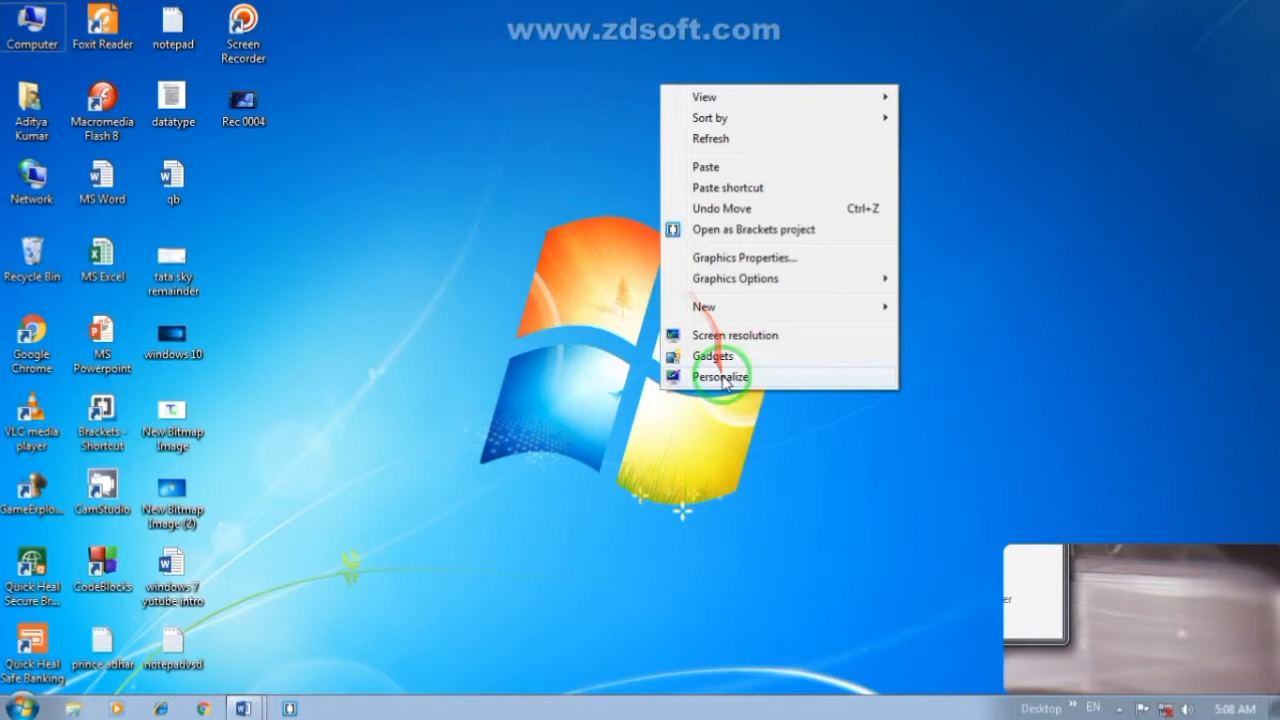 www.zdsoft.com
Computer
Foxit Reader
notepad
Screen
Recorder
Aditya
Kumar
Macromedia
Flash 8
datatype
Rec 0004
Network
MS Word
qb
Recycle Bin
MS Excel
tata sky
remainder
Google
Chrome
MS
Powerpoint
windows 10
VLC media
player
Brackets -
Shortcut
New Bitmap
Image
GameExplo...
CamStudio
New Bitmap
Image (2)
Quick Heal
Secure Br...
CodeBlocks
windows 7
yutube intro
Quick Heal
Safe Banking
prince adhar
notepadvsd
View
Sort by
Refresh
Paste
Paste shortcut
Undo Move Ctrl+Z
Open as Brackets project
Graphics Properties...
Graphics Options
New
Screen resolution
Gadgets
Personalize
er
Desktop
EN
5:08 AM